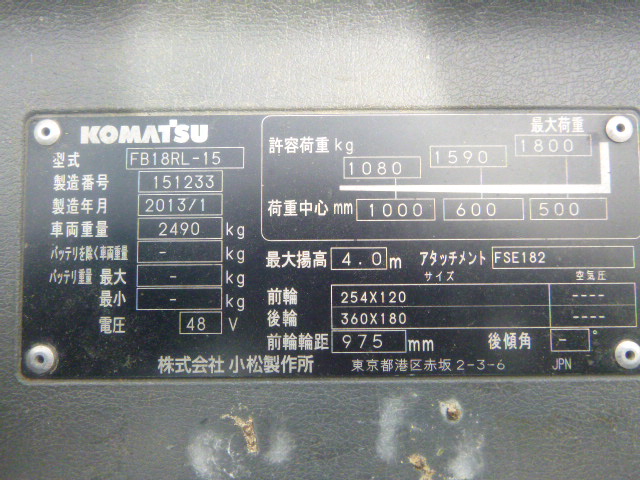 KOMATSU
型式 FB18RL-15
製造番号 151233
製造年月 2013/1
車両重量 2490 kg
バッテリを除く車両重量 - kg
バッテリ重量 最大 - kg
最小 - kg
電圧 48 V
最大荷重
許容荷重 kg 1080 1590 1800
荷重中心 mm 1000 600 500
最大揚高 4.0 m アタッチメント FSE182
サイズ 空気圧
前輪 254X120 ----
後輪 360X180 ----
前輪輪距 975 mm 後傾角 - °
株式会社 小松製作所 東京都港区赤坂 2-3-6 JPN